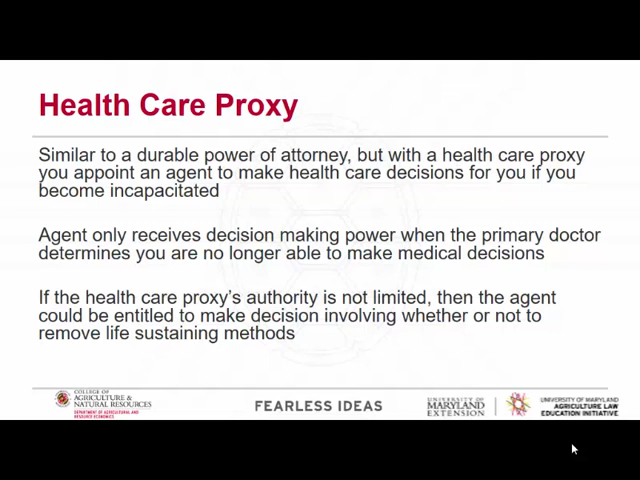 Health Care Proxy
Similar to a durable power of attorney, but with a health care proxy
you appoint an agent to make health care decisions for you if you
become incapacitated
Agent only receives decision making power when the primary doctor
determines you are no longer able to make medical decisions
If the health care proxy's authority is not limited, then the agent
could be entitled to make decision involving whether or not to
remove life sustaining methods
COLLEGE OF
AGRICULTURE &
NATURAL RESOURCES
DEPARTMENT OF AGRICULTURAL AND
RESOURCE ECONOMICS
FEARLESS IDEAS
UNIVERSITY OF
MARYLAND
EXTENSION
UNIVERSITY OF MARYLAND
AGRICULTURE LAW
EDUCATION INITIATIVE